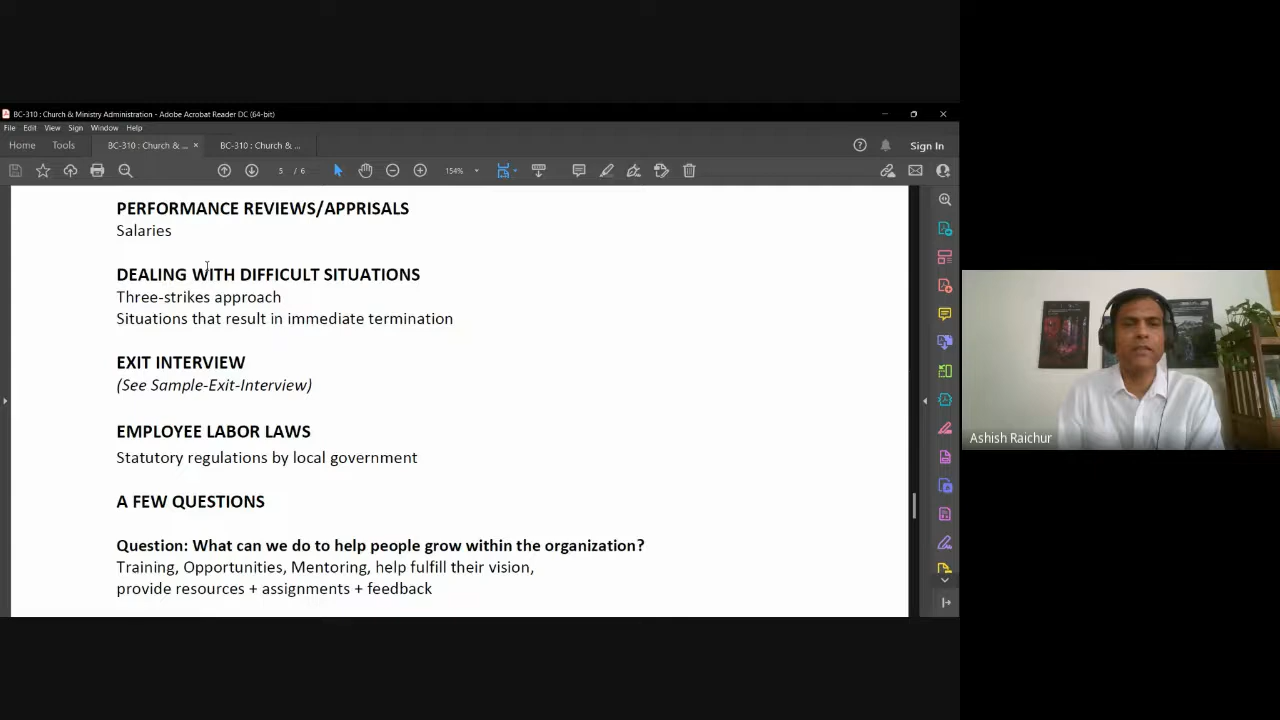 BC-310 : Church & Ministry Administration - Adobe Acrobat Reader DC (64-bit)
File Edit View Sign Window Help
Home Tools BC-310 : Church & ... × BC-310 : Church & ... Sign In
5 / 6 154%
PERFORMANCE REVIEWS/APPRISALS
Salaries
DEALING WITH DIFFICULT SITUATIONS
Three-strikes approach
Situations that result in immediate termination
EXIT INTERVIEW
(See Sample-Exit-Interview)
EMPLOYEE LABOR LAWS
Statutory regulations by local government
A FEW QUESTIONS
Question: What can we do to help people grow within the organization?
Training, Opportunities, Mentoring, help fulfill their vision,
provide resources + assignments + feedback
Ashish Raichur